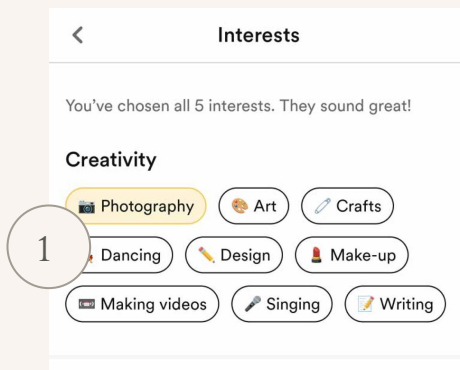 Interests
You've chosen all 5 interests. They sound great!
Creativity
Photography Art Crafts
1
Dancing Design Make-up
Making videos Singing Writing